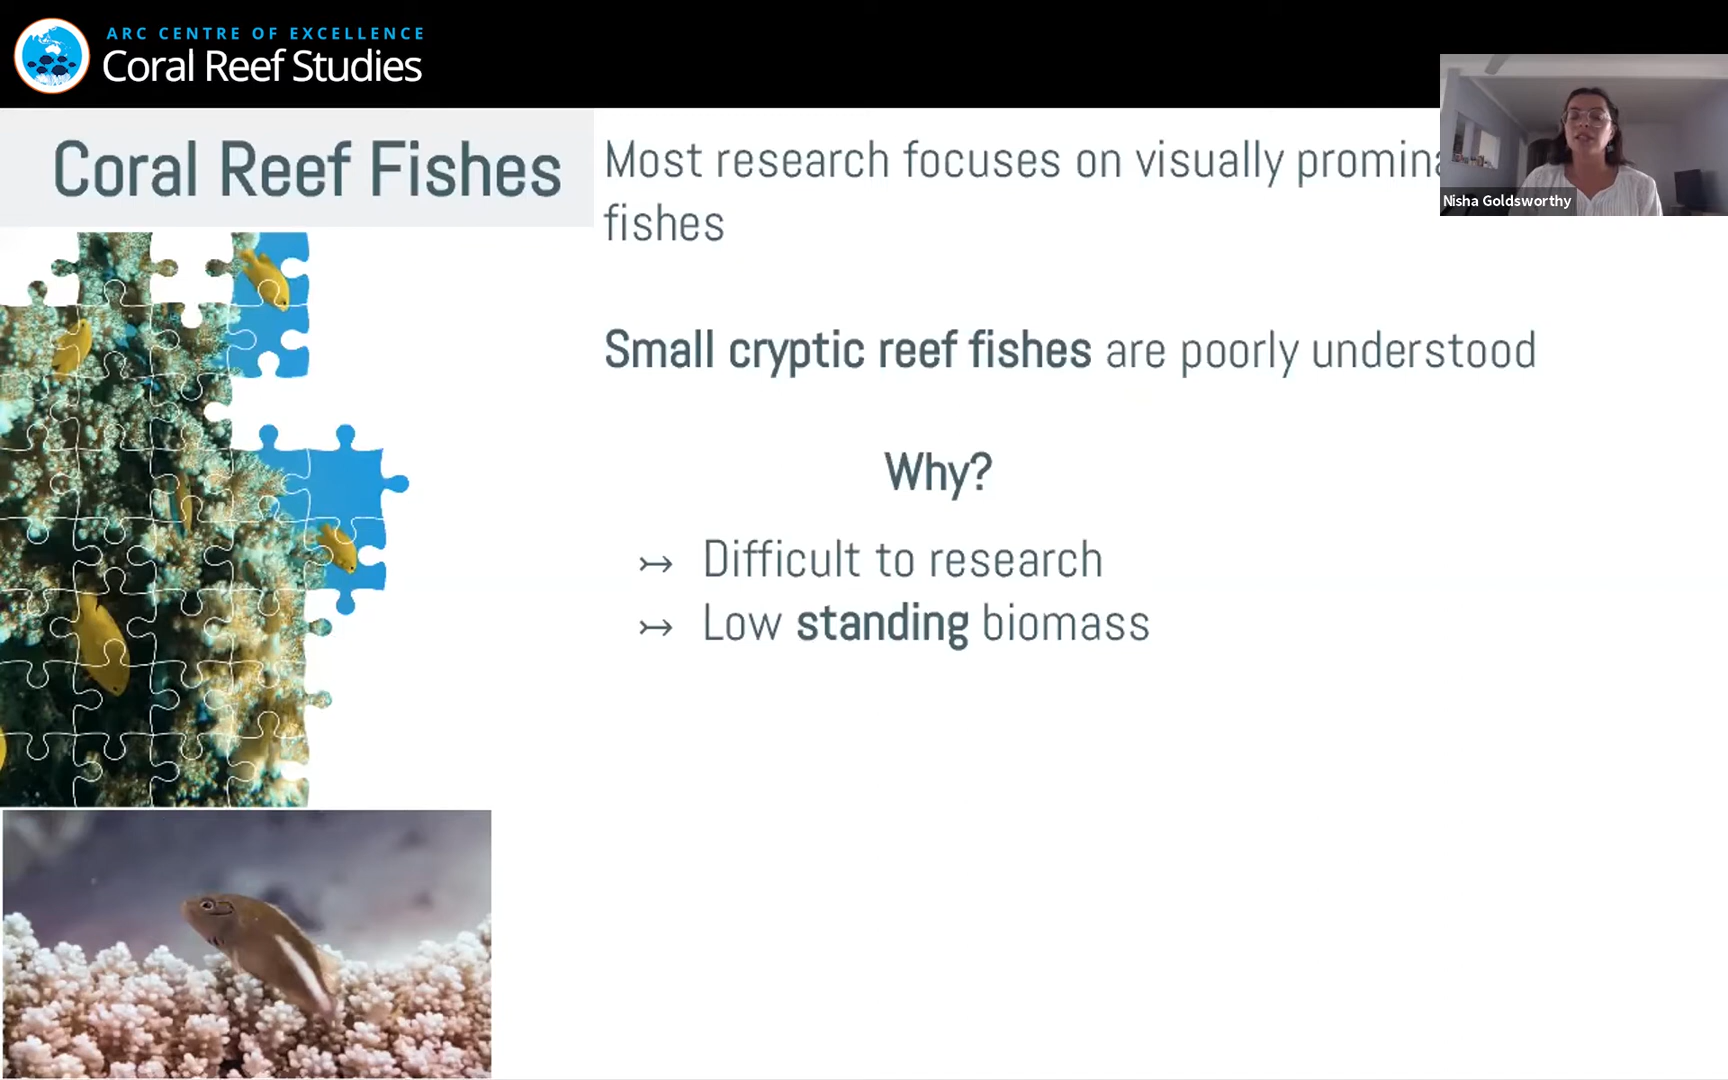 ARC CENTRE OF EXCELLENCE
Coral Reef Studies
Coral Reef Fishes
Most research focuses on visually promina
fishes
Nisha Goldsworthy
Small cryptic reef fishes are poorly understood
Why?
Difficult to research
Low standing biomass